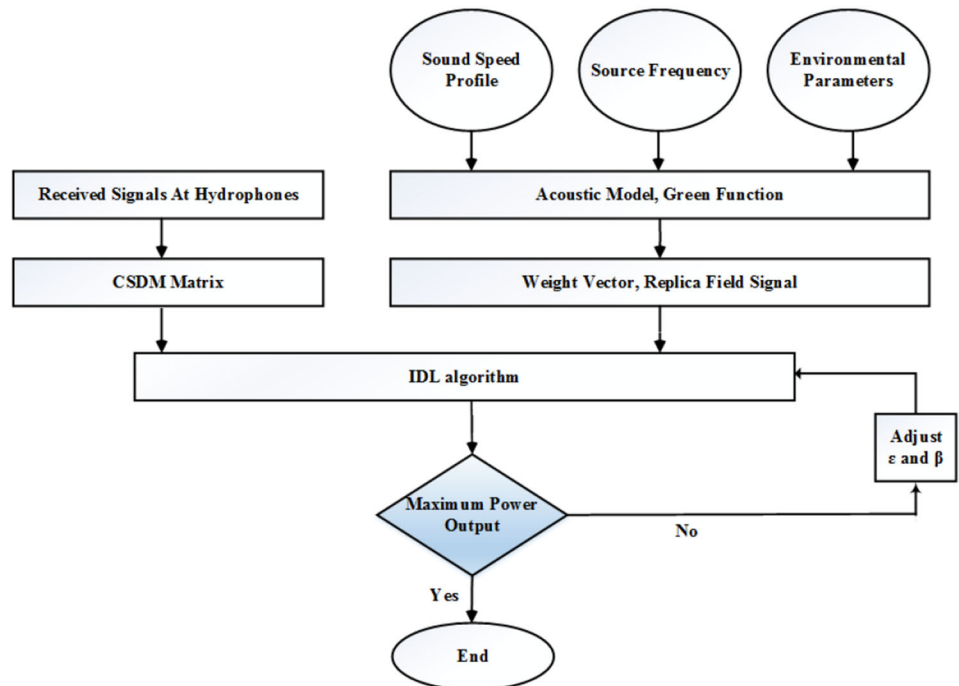 Sound Speed
Profile
Source Frequency
Environmental
Parameters
Received Signals At Hydrophones
Acoustic Model, Green Function
CSDM Matrix
Weight Vector, Replica Field Signal
IDL algorithm
Adjust
ε and β
Maximum Power
Output
No
Yes
End